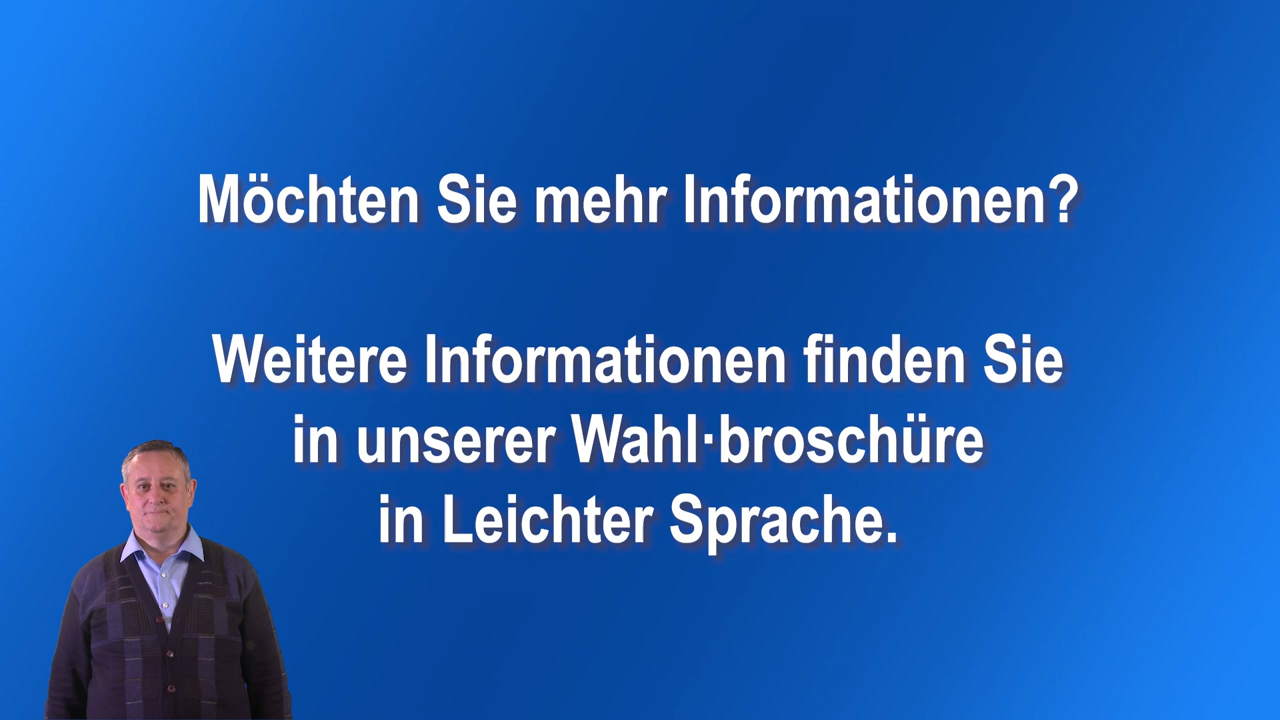 Möchten Sie mehr Informationen?
Weitere Informationen finden Sie
in unserer Wahl·broschüre
in Leichter Sprache.